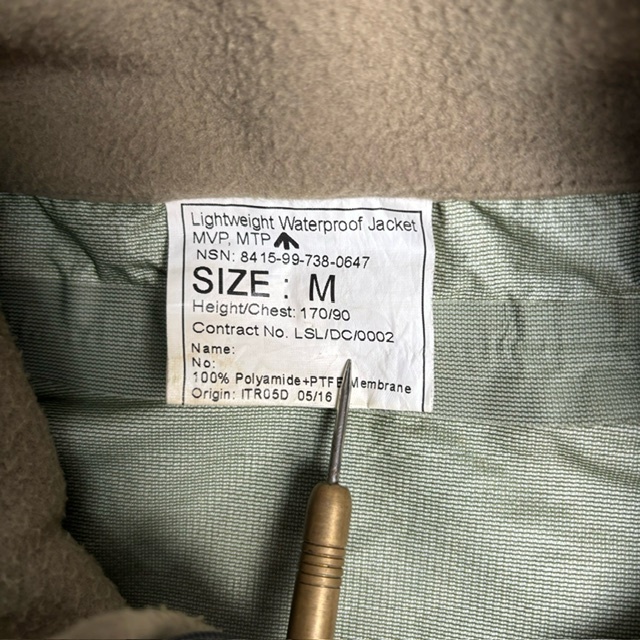 Lightweight Waterproof Jacket
MVP, MTP
NSN: 8415-99-738-0647
SIZE : M
Height/Chest: 170/90
Contract No. LSL/DC/0002
Name:
No:
100% Polyamide+PTFE Membrane
Origin: ITR05D 05/16